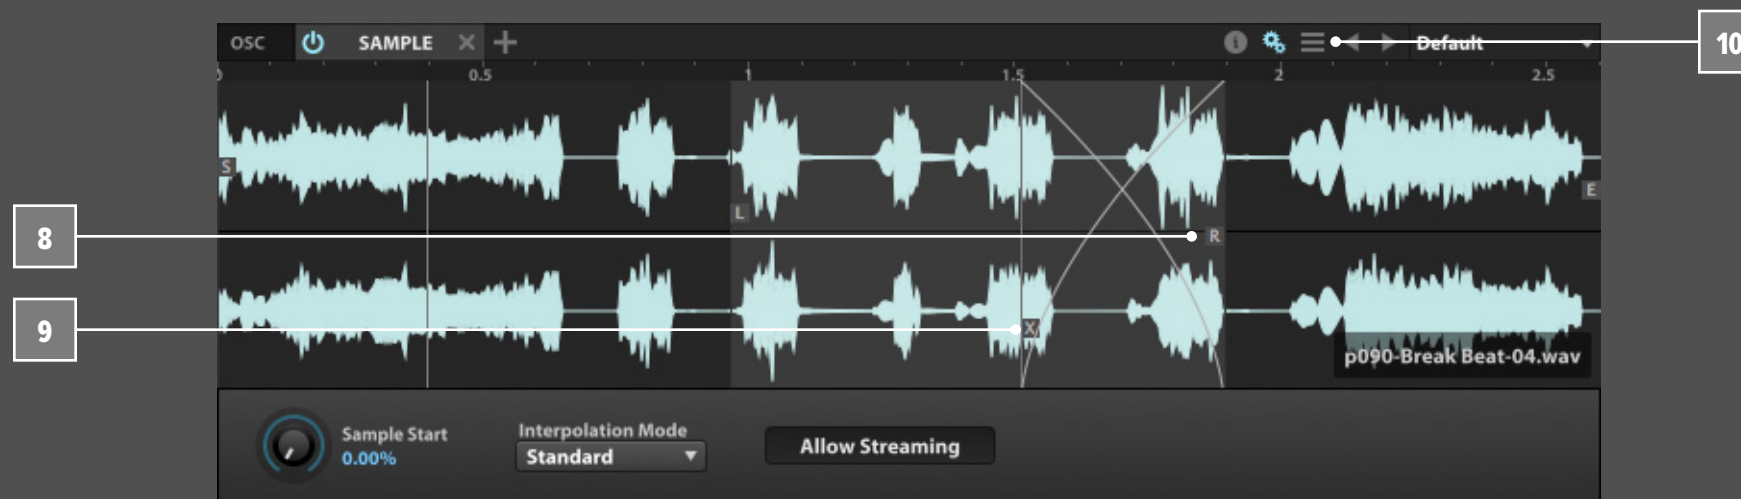 OSC SAMPLE Default 10
0 0.5 1 1.5 2 2.5
S
E
L
8
R
9
X
p090-Break Beat-04.wav
Sample Start
0.00%
Interpolation Mode
Standard
Allow Streaming